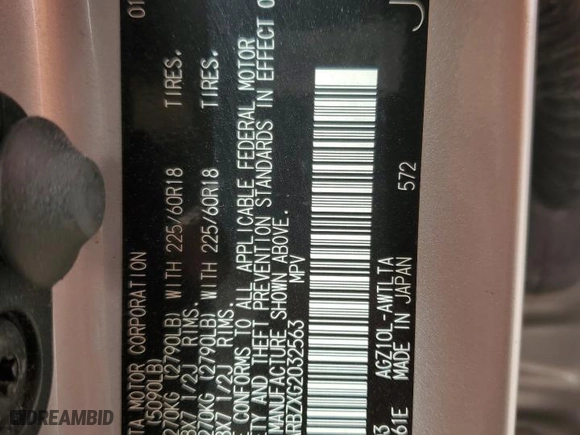 TA MOTOR CORPORATION 01
(5090LB)
270KG (2790LB) WITH 225/60R18 TIRES,
8X7 1/2J RIMS,
270KG (2790LB) WITH 225/60R18 TIRES,
8X7 1/2J RIMS,
E CONFORMS TO ALL APPLICABLE FEDERAL MOTOR
ETY AND THEFT PREVENTION STANDARDS IN EFFECT O
MANUFACTURE SHOWN ABOVE.
RBZXG2032563 MPV
3 AGZ10L-AWTLTA
61E MADE IN JAPAN 572
J
DREAMBID